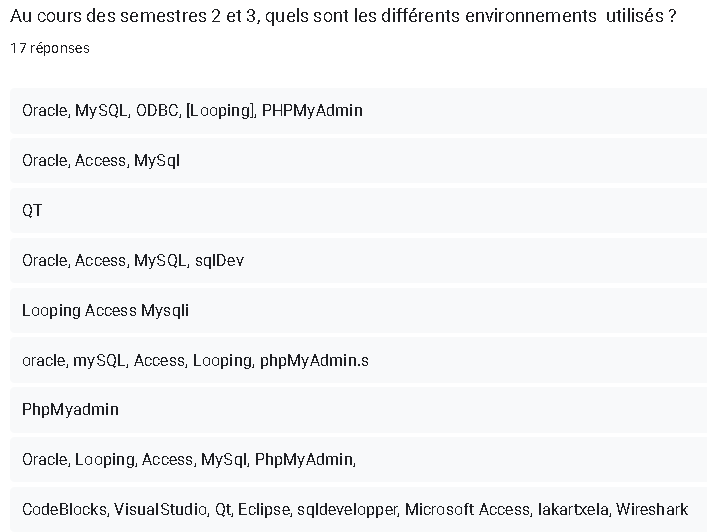 Au cours des semestres 2 et 3, quels sont les différents environnements utilisés ?
17 réponses
Oracle, MySQL, ODBC, [Looping], PHPMyAdmin
Oracle, Access, MySql
QT
Oracle, Access, MySQL, sqlDev
Looping Access Mysqli
oracle, mySQL, Access, Looping, phpMyAdmin.s
PhpMyadmin
Oracle, Looping, Access, MySql, PhpMyAdmin,
CodeBlocks, VisualStudio, Qt, Eclipse, sqldevelopper, Microsoft Access, lakartxela, Wireshark